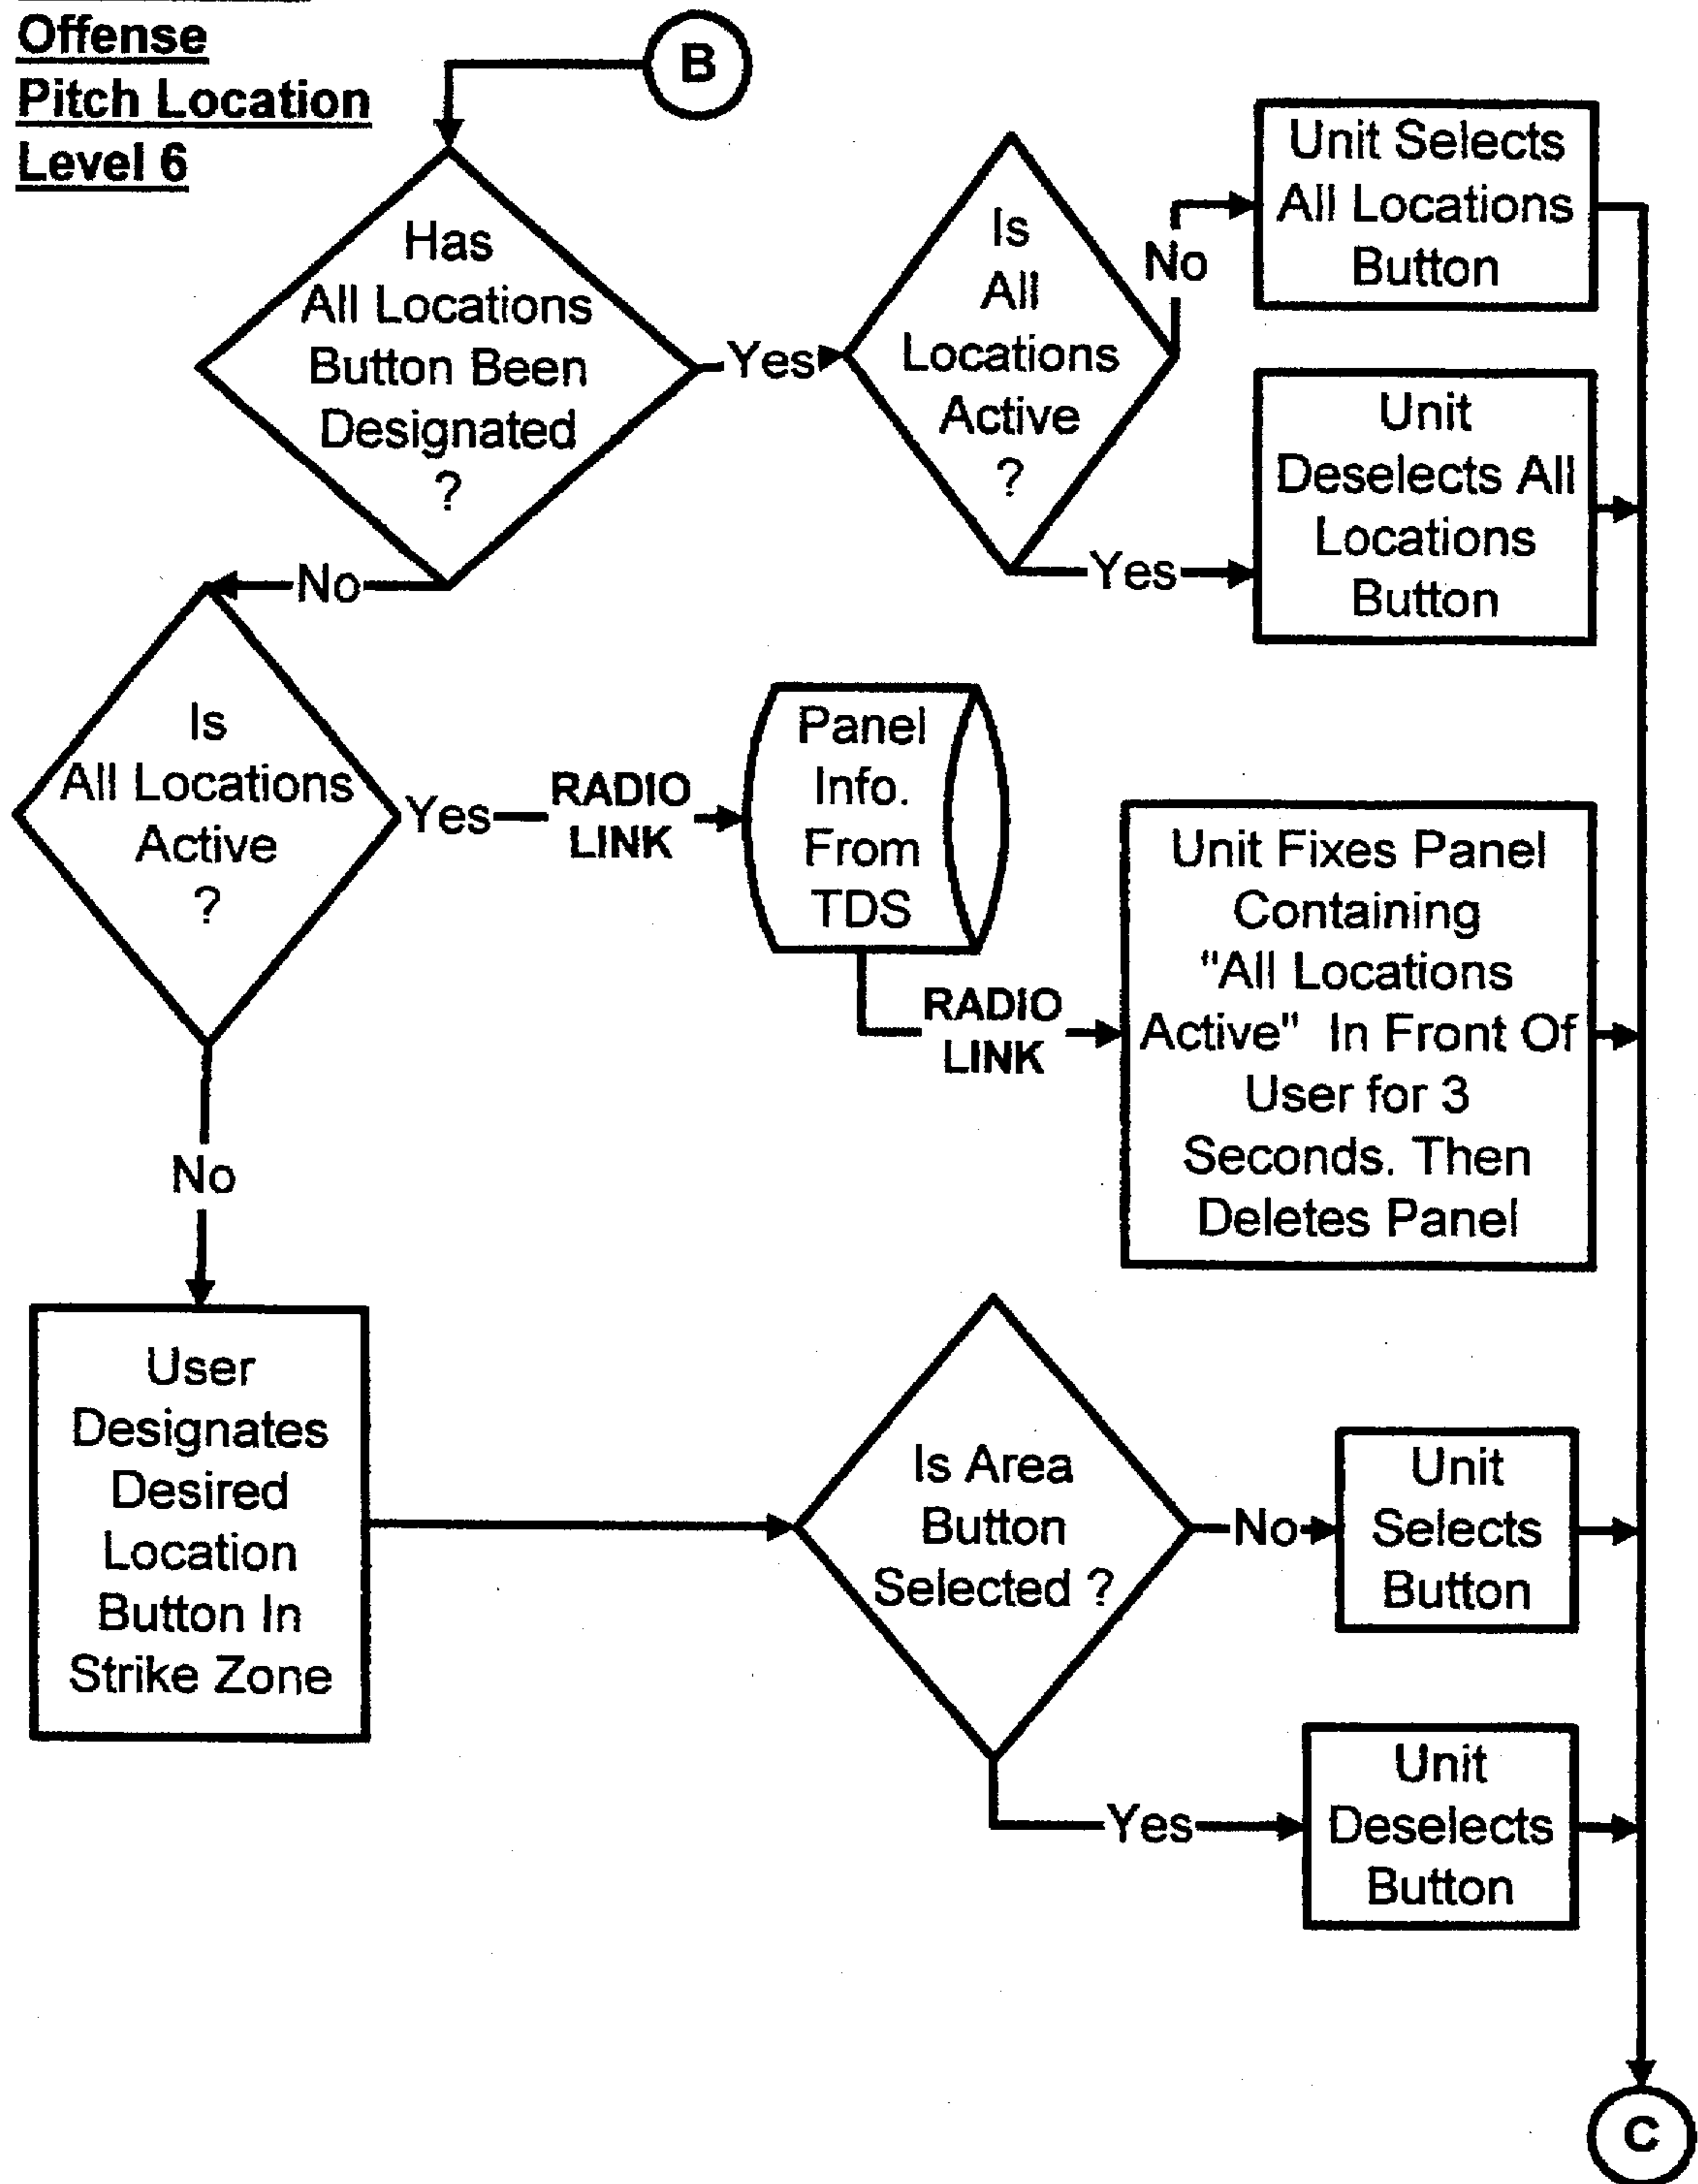 Offense
Pitch Location
Level 6
B
Has
All Locations
Button Been
Designated
?
Yes
Is
All
Locations
Active
?
No
Unit Selects
All Locations
Button
Yes
Unit
Deselects All
Locations
Button
No
Is
All Locations
Active
?
Yes
RADIO
LINK
Panel
Info.
From
TDS
RADIO
LINK
Unit Fixes Panel
Containing
"All Locations
Active" In Front Of
User for 3
Seconds. Then
Deletes Panel
No
User
Designates
Desired
Location
Button In
Strike Zone
Is Area
Button
Selected ?
No
Unit
Selects
Button
Yes
Unit
Deselects
Button
C